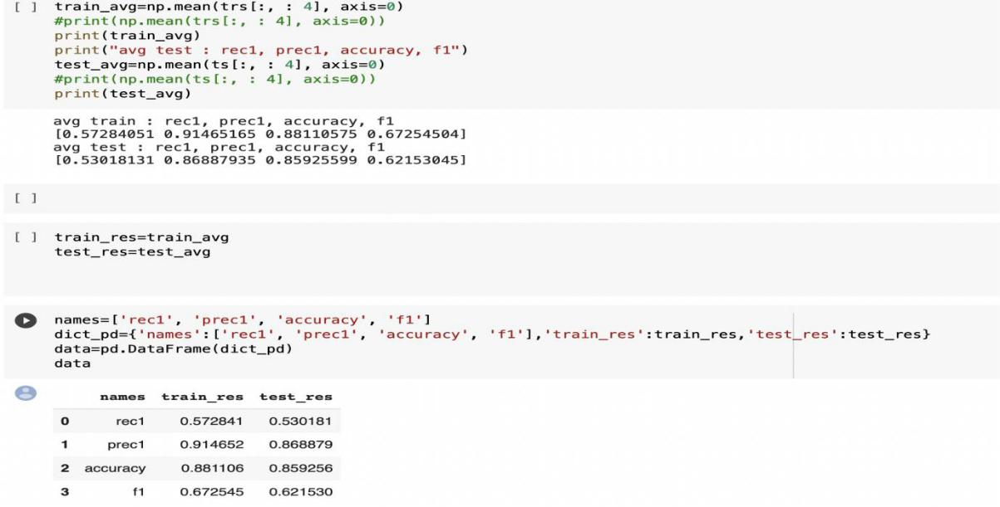 [ ] train_avg=np.mean(trs[:, : 4], axis=0)
#print(np.mean(trs[:, : 4], axis=0))
print(train_avg)
print("avg test : rec1, prec1, accuracy, f1")
test_avg=np.mean(ts[:, : 4], axis=0)
#print(np.mean(ts[:, : 4], axis=0))
print(test_avg)
avg train : rec1, prec1, accuracy, f1
[0.57284051 0.91465165 0.88110575 0.67254504]
avg test : rec1, prec1, accuracy, f1
[0.53018131 0.86887935 0.85925599 0.62153045]
[ ]
[ ] train_res=train_avg
test_res=test_avg
names=['rec1', 'prec1', 'accuracy', 'f1']
dict_pd={'names':['rec1', 'prec1', 'accuracy', 'f1'],'train_res':train_res,'test_res':test_res}
data=pd.DataFrame(dict_pd)
data
names train_res test_res
0 rec1 0.572841 0.530181
1 prec1 0.914652 0.868879
2 accuracy 0.881106 0.859256
3 f1 0.672545 0.621530